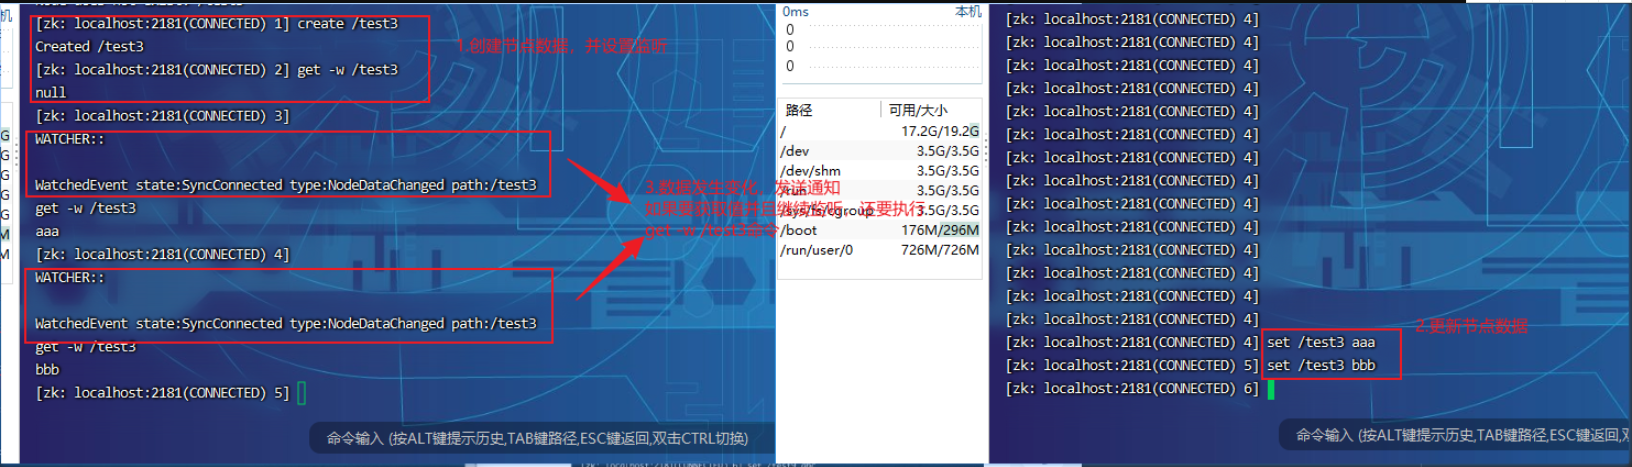 [zk: localhost:2181(CONNECTED) 1] create /test3
Created /test3
[zk: localhost:2181(CONNECTED) 2] get -w /test3
null
[zk: localhost:2181(CONNECTED) 3]
WATCHER::
WatchedEvent state:SyncConnected type:NodeDataChanged path:/test3
get -w /test3
aaa
[zk: localhost:2181(CONNECTED) 4]
WATCHER::
WatchedEvent state:SyncConnected type:NodeDataChanged path:/test3
get -w /test3
bbb
[zk: localhost:2181(CONNECTED) 5]
命令输入 (按ALT键提示历史,TAB键路径,ESC键返回,双击CTRL切换)
1.创建节点数据，并设置监听
3.数据发生变化，发送通知
如果要获取值并且继续监听，还要执行
get -w /test3命令
机
G
G
G
G
G
M
M
0ms 本机
0
0
0
路径 可用/大小
/ 17.2G/19.2G
/dev 3.5G/3.5G
/dev/shm 3.5G/3.5G
/run 3.5G/3.5G
/sys/fs/cgroup 3.5G/3.5G
/boot 176M/296M
/run/user/0 726M/726M
[zk: localhost:2181(CONNECTED) 4]
[zk: localhost:2181(CONNECTED) 4]
[zk: localhost:2181(CONNECTED) 4]
[zk: localhost:2181(CONNECTED) 4]
[zk: localhost:2181(CONNECTED) 4]
[zk: localhost:2181(CONNECTED) 4]
[zk: localhost:2181(CONNECTED) 4]
[zk: localhost:2181(CONNECTED) 4]
[zk: localhost:2181(CONNECTED) 4]
[zk: localhost:2181(CONNECTED) 4]
[zk: localhost:2181(CONNECTED) 4]
[zk: localhost:2181(CONNECTED) 4]
[zk: localhost:2181(CONNECTED) 4]
[zk: localhost:2181(CONNECTED) 4]
[zk: localhost:2181(CONNECTED) 4] set /test3 aaa
[zk: localhost:2181(CONNECTED) 5] set /test3 bbb
[zk: localhost:2181(CONNECTED) 6]
2.更新节点数据
命令输入 (按ALT键提示历史,TAB键路径,ESC键返回,